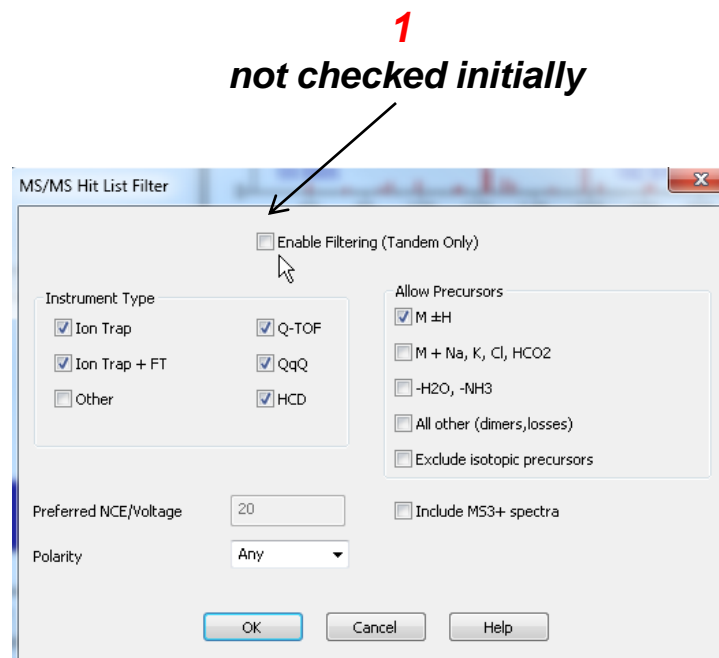 1
not checked initially
MS/MS Hit List Filter
Enable Filtering (Tandem Only)
Instrument Type
Ion Trap
Q-TOF
Ion Trap + FT
QqQ
Other
HCD
Allow Precursors
M ±H
M + Na, K, Cl, HCO2
-H2O, -NH3
All other (dimers,losses)
Exclude isotopic precursors
Preferred NCE/Voltage
20
Include MS3+ spectra
Polarity
Any
OK
Cancel
Help